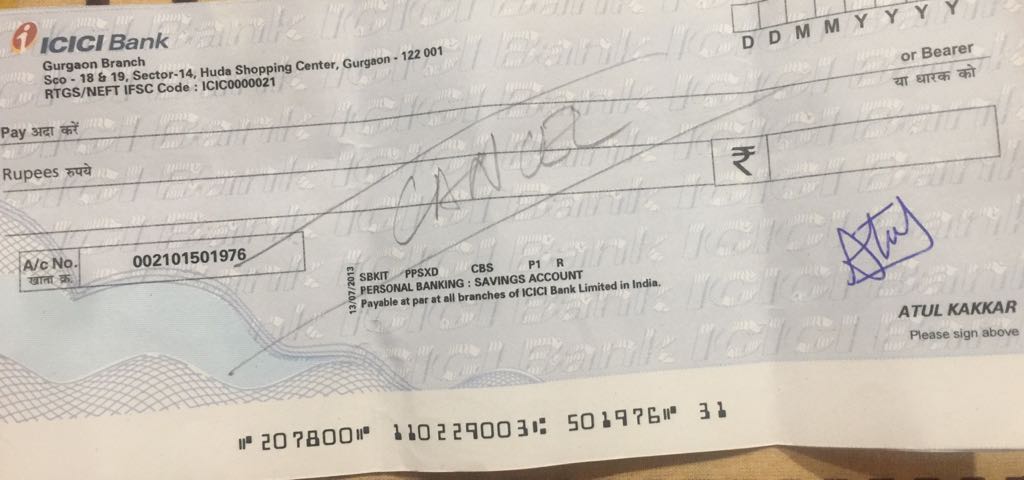 ICICI Bank
D D M M Y Y Y Y
Gurgaon Branch
Sco - 18 & 19, Sector-14, Huda Shopping Center, Gurgaon - 122 001
RTGS/NEFT IFSC Code : ICIC0000021
or Bearer
या धारक को
Pay अदा करें
CANCEL
Rupees रुपये
₹
A/c No.
खाता क्र.
002101501976
13/07/2013
SBKIT PPSXD CBS P1 R
PERSONAL BANKING : SAVINGS ACCOUNT
Payable at par at all branches of ICICI Bank Limited in India.
Atul
ATUL KAKKAR
Please sign above
⑈207800⑈ 110229003⑆ 501976⑈ 31